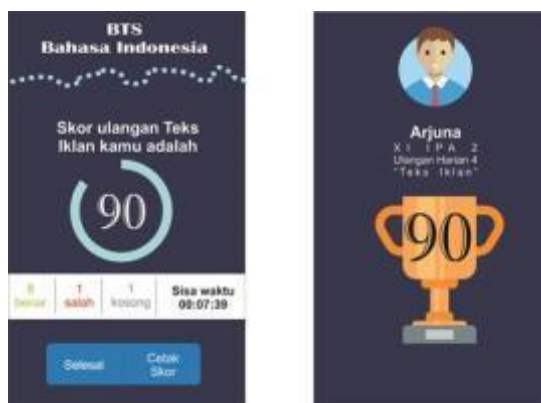 BTS
Bahasa Indonesia
Skor ulangan Teks
Iklan kamu adalah
90
8 1 1 Sisa waktu
benar salah kosong 00:07:39
Selesai Cetak
Skor
Arjuna
XI IPA 2
Ulangan Harian 4
"Teks Iklan"
90